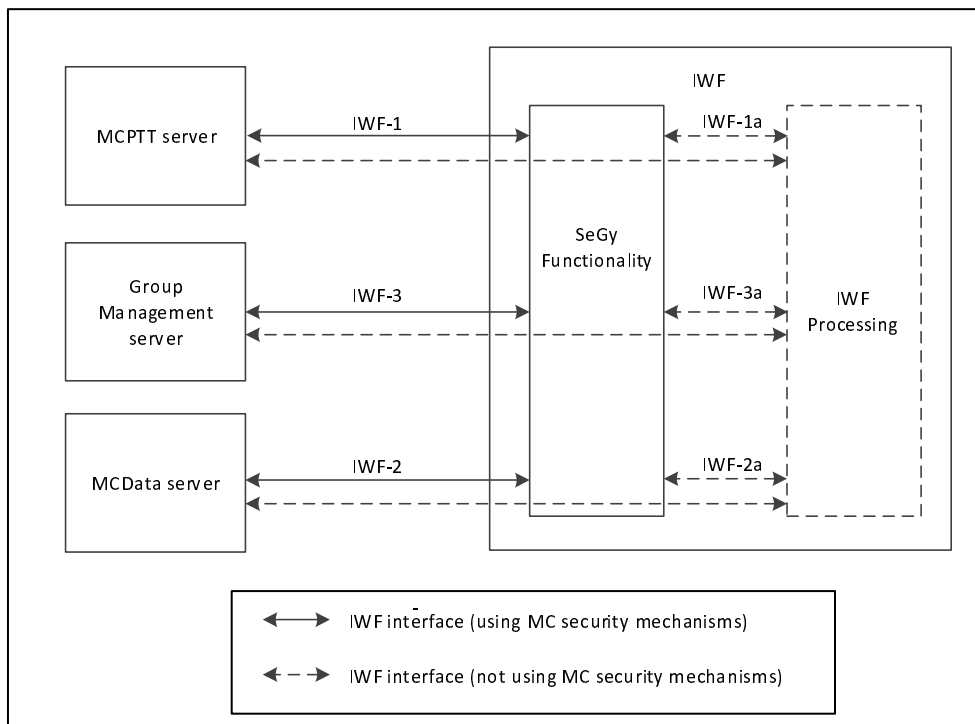 IWF
MCPTT server
IWF-1
IWF-1a
SeGy
Functionality
Group
Management
server
IWF-3
IWF-3a
IWF
Processing
MCData server
IWF-2
IWF-2a
IWF interface (using MC security mechanisms)
IWF interface (not using MC security mechanisms)